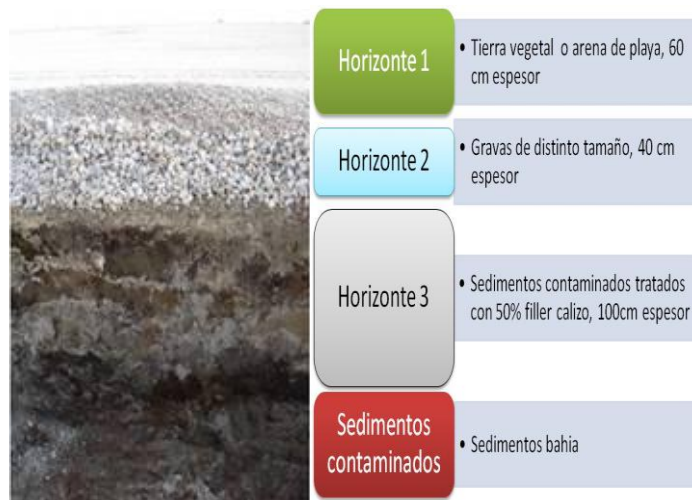 Horizonte 1
• Tierra vegetal o arena de playa, 60
cm espesor
Horizonte 2
• Gravas de distinto tamaño, 40 cm
espesor
Horizonte 3
• Sedimentos contaminados tratados
con 50% filler calizo, 100cm espesor
Sedimentos
contaminados
• Sedimentos bahia